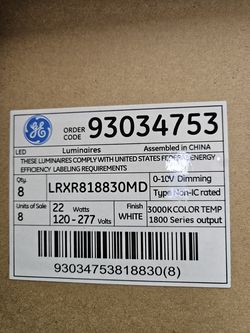 GE
ORDER CODE 93034753
LED Luminaires Assembled in CHINA
THESE LUMINAIRES COMPLY WITH UNITED STATES FEDERAL ENERGY
EFFICIENCY LABELING REQUIREMENTS
Qty.
8
LRXR818830MD
0-10V Dimming
Type Non-IC rated
Units of Sale
8
22 Watts
120-277 Volts
Finish
WHITE
3000K COLOR TEMP
1800 Series output
93034753818830(8)